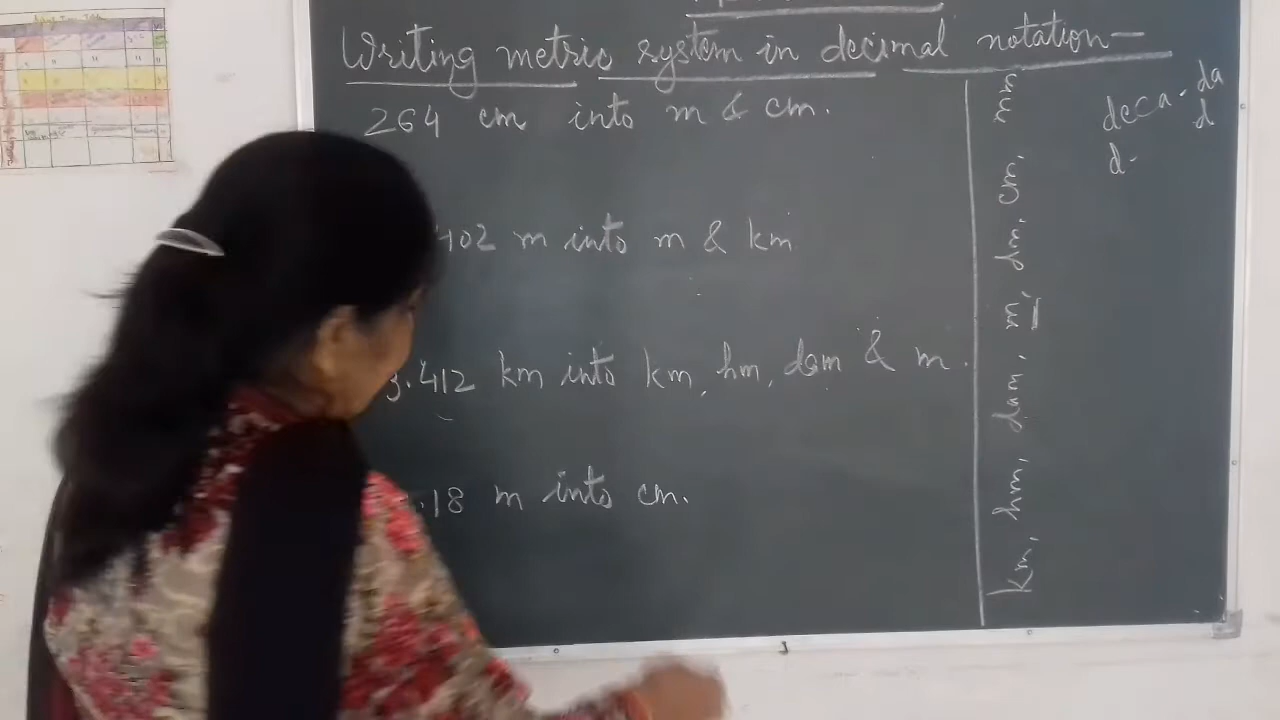 Writing metric system in decimal notation-
264 cm into m & cm.
402 m into m & km
3.412 km into km, hm, dam & m.
.18 m into cm.
km, hm, dam, m, dm, cm, mm
deca - da
d
d.